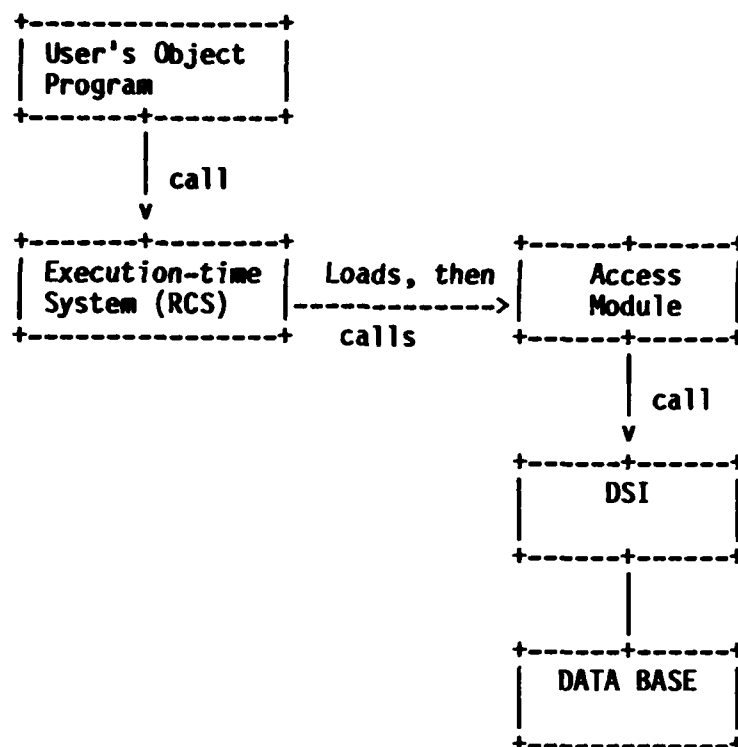 User's Object
Program
call
Execution-time
System (RCS)
Loads, then
calls
Access
Module
call
DSI
DATA BASE